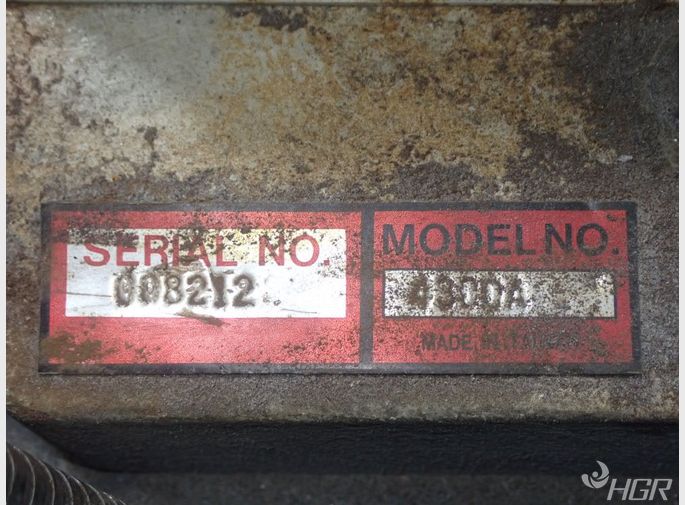 SERIAL NO.
008212
MODEL NO.
4300A
MADE IN TAIWAN
HGR